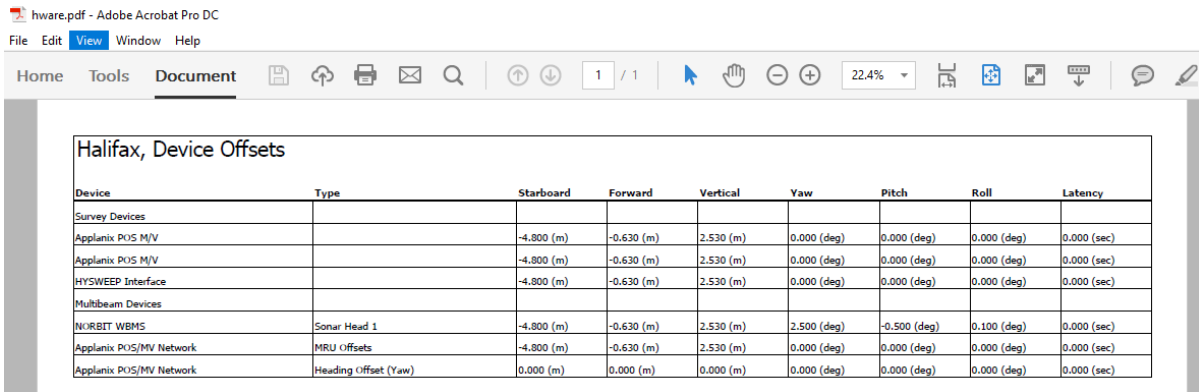 hware.pdf - Adobe Acrobat Pro DC
File Edit View Window Help
Home Tools Document 1 / 1 22.4%
Halifax, Device Offsets
Device Type Starboard Forward Vertical Yaw Pitch Roll Latency
Survey Devices
Applanix POS M/V -4.800 (m) -0.630 (m) 2.530 (m) 0.000 (deg) 0.000 (deg) 0.000 (deg) 0.000 (sec)
Applanix POS M/V -4.800 (m) -0.630 (m) 2.530 (m) 0.000 (deg) 0.000 (deg) 0.000 (deg) 0.000 (sec)
HYSWEEP Interface -4.800 (m) -0.630 (m) 2.530 (m) 0.000 (deg) 0.000 (deg) 0.000 (deg) 0.000 (sec)
Multibeam Devices
NORBIT WBMS Sonar Head 1 -4.800 (m) -0.630 (m) 2.530 (m) 2.500 (deg) -0.500 (deg) 0.100 (deg) 0.000 (sec)
Applanix POS/MV Network MRU Offsets -4.800 (m) -0.630 (m) 2.530 (m) 0.000 (deg) 0.000 (deg) 0.000 (deg) 0.000 (sec)
Applanix POS/MV Network Heading Offset (Yaw) 0.000 (m) 0.000 (m) 0.000 (m) 0.000 (deg) 0.000 (deg) 0.000 (deg) 0.000 (sec)